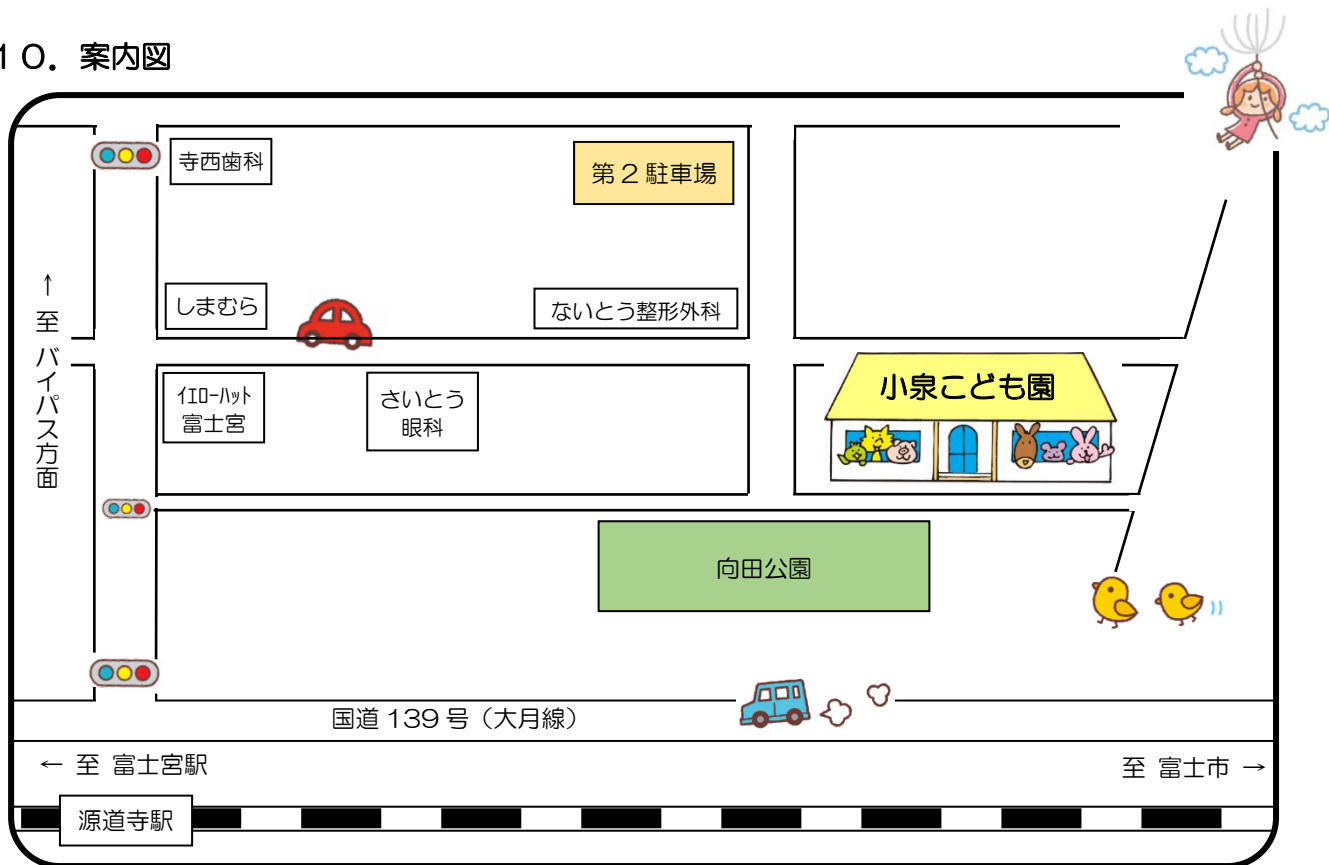 10．案内図
寺西歯科
第２駐車場
しまむら
ないとう整形外科
↑ 至 バイパス方面
ｲｴﾛｰﾊｯﾄ
富士宮
さいとう
眼科
小泉こども園
向田公園
国道139号（大月線）
← 至 富士宮駅
至 富士市 →
源道寺駅